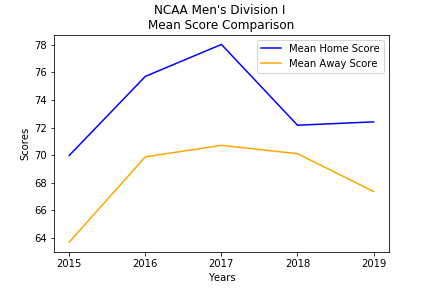 NCAA Men's Division I
Mean Score Comparison
Mean Home Score
Mean Away Score
78
76
74
72
70
68
66
64
Scores
2015 2016 2017 2018 2019
Years